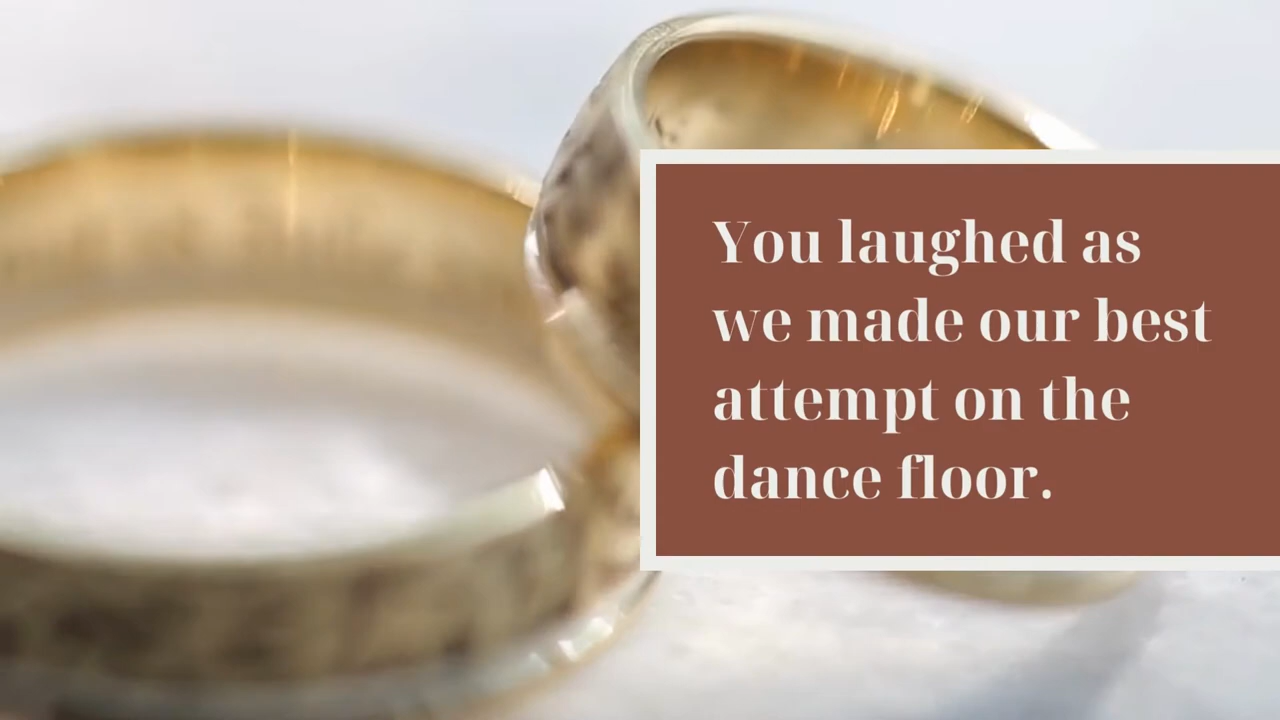 You laughed as
we made our best
attempt on the
dance floor.